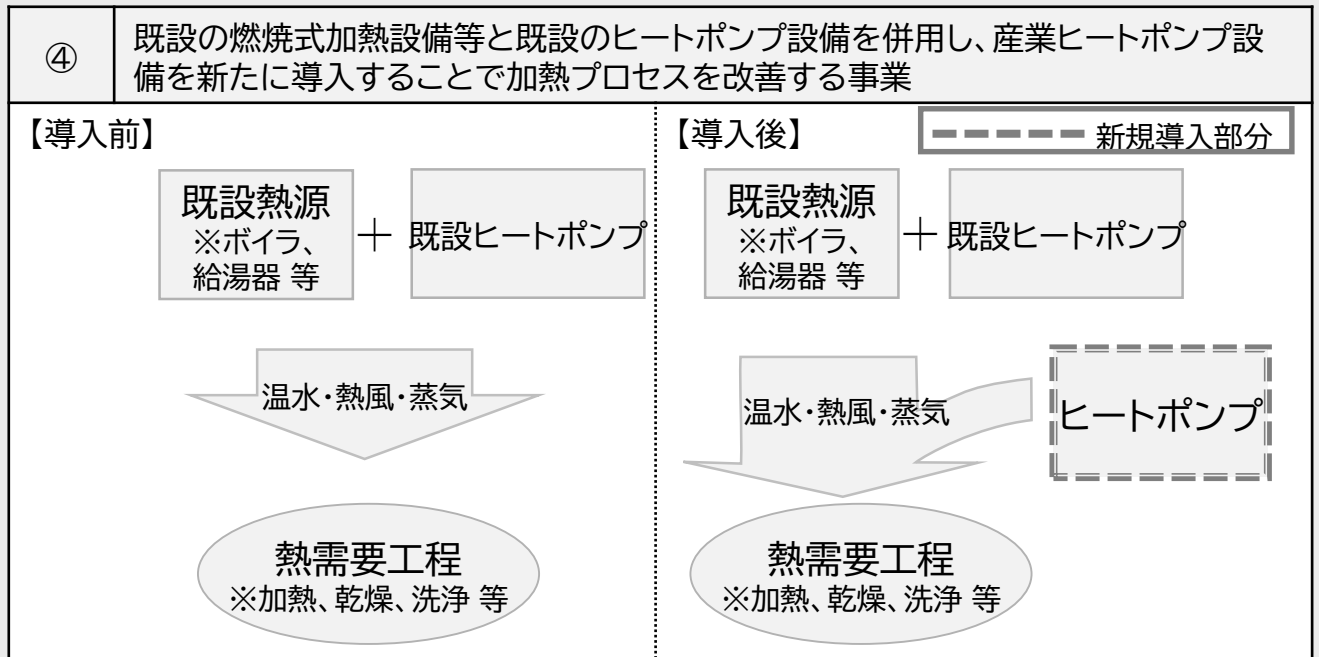 ④
既設の燃焼式加熱設備等と既設のヒートポンプ設備を併用し、産業ヒートポンプ設
備を新たに導入することで加熱プロセスを改善する事業
【導入前】
既設熱源
※ボイラ、
給湯器 等
＋
既設ヒートポンプ
温水・熱風・蒸気
熱需要工程
※加熱、乾燥、洗浄 等
【導入後】
新規導入部分
既設熱源
※ボイラ、
給湯器 等
＋
既設ヒートポンプ
温水・熱風・蒸気
ヒートポンプ
熱需要工程
※加熱、乾燥、洗浄 等